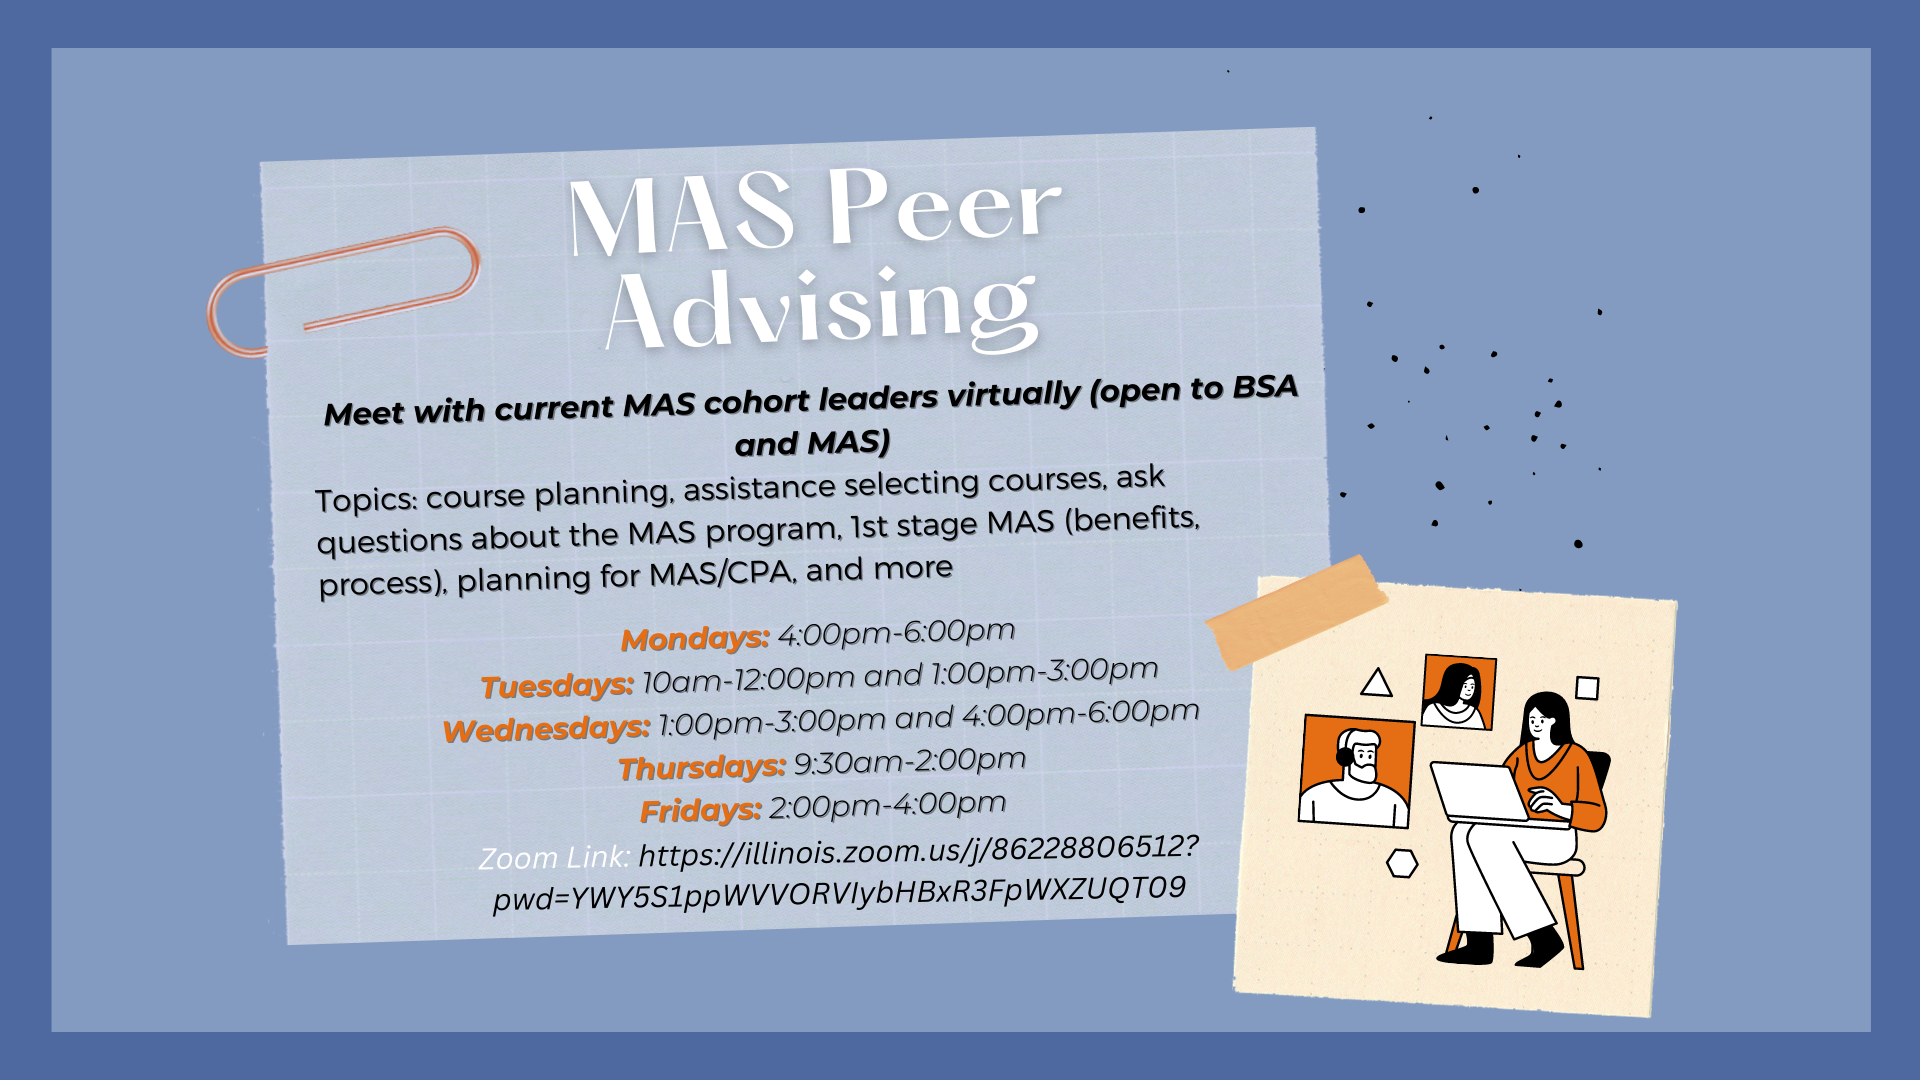 MAS Peer
Advising
Meet with current MAS cohort leaders virtually (open to BSA
and MAS)
Topics: course planning, assistance selecting courses, ask
questions about the MAS program, 1st stage MAS (benefits,
process), planning for MAS/CPA, and more
Mondays: 4:00pm-6:00pm
Tuesdays: 10am-12:00pm and 1:00pm-3:00pm
Wednesdays: 1:00pm-3:00pm and 4:00pm-6:00pm
Thursdays: 9:30am-2:00pm
Fridays: 2:00pm-4:00pm
Zoom Link: https://illinois.zoom.us/j/86228806512?
pwd=YWY5S1ppWVVORVIybHBxR3FpWXZUQT09